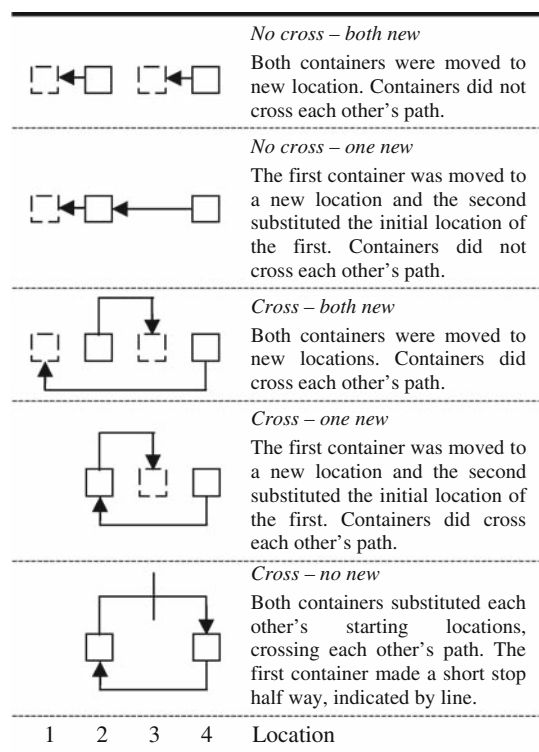 No cross – both new
Both containers were moved to
new location. Containers did not
cross each other's path.
No cross – one new
The first container was moved to
a new location and the second
substituted the initial location of
the first. Containers did not
cross each other's path.
Cross – both new
Both containers were moved to
new locations. Containers did
cross each other's path.
Cross – one new
The first container was moved to
a new location and the second
substituted the initial location of
the first. Containers did cross
each other's path.
Cross – no new
Both containers substituted each
other's starting locations,
crossing each other's path. The
first container made a short stop
half way, indicated by line.
1 2 3 4 Location